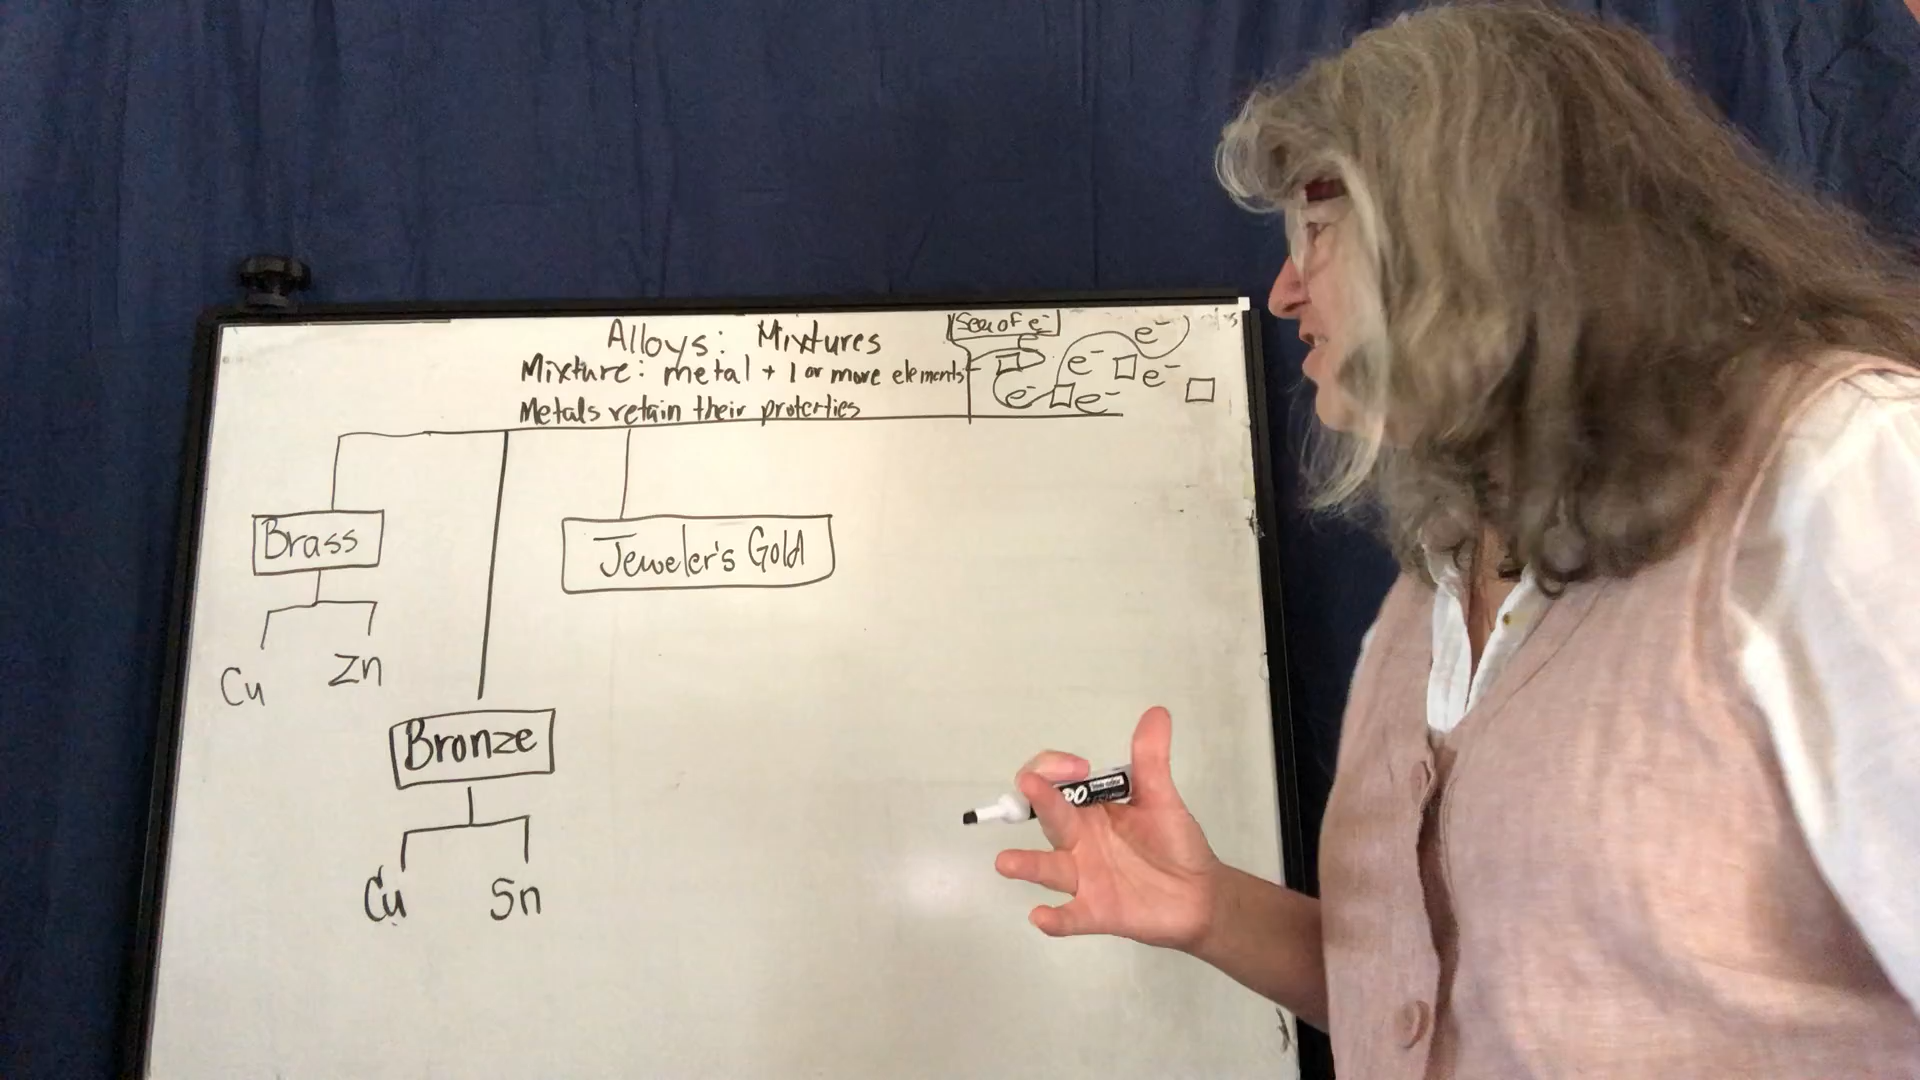 Alloys: Mixtures
Mixture: metal + 1 or more elements
Metals retain their proterties
Sea of e⁻
e⁻
e⁻
e⁻
e⁻
e⁻
e⁻
Brass
Cu Zn
Jeweler's Gold
Bronze
Cu Sn